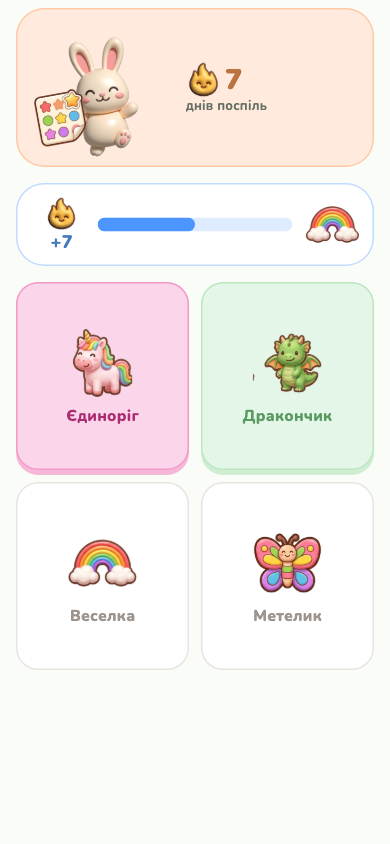 7
днів поспіль
+7
Єдиноріг
Дракончик
Веселка
Метелик